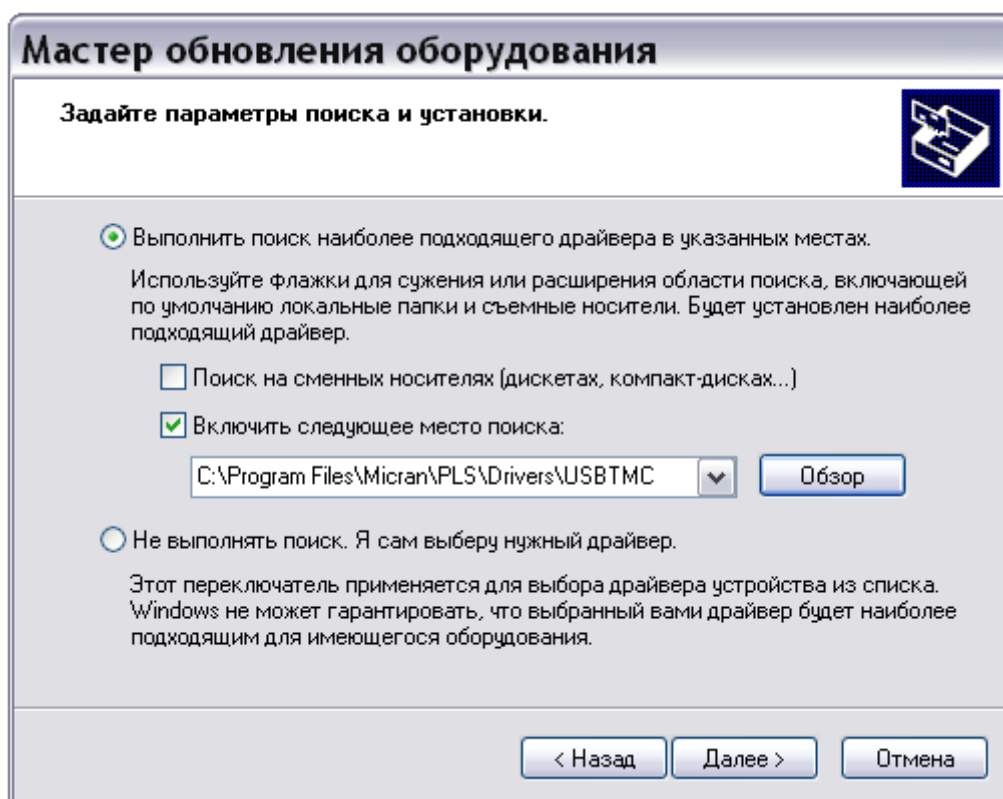 Мастер обновления оборудования
Задайте параметры поиска и установки.
Выполнить поиск наиболее подходящего драйвера в указанных местах.
Используйте флажки для сужения или расширения области поиска, включающей
по умолчанию локальные папки и съемные носители. Будет установлен наиболее
подходящий драйвер.
Поиск на сменных носителях (дискетах, компакт-дисках...)
Включить следующее место поиска:
C:\Program Files\Micran\PLS\Drivers\USBTMC
Обзор
Не выполнять поиск. Я сам выберу нужный драйвер.
Этот переключатель применяется для выбора драйвера устройства из списка.
Windows не может гарантировать, что выбранный вами драйвер будет наиболее
подходящим для имеющегося оборудования.
< Назад
Далее >
Отмена